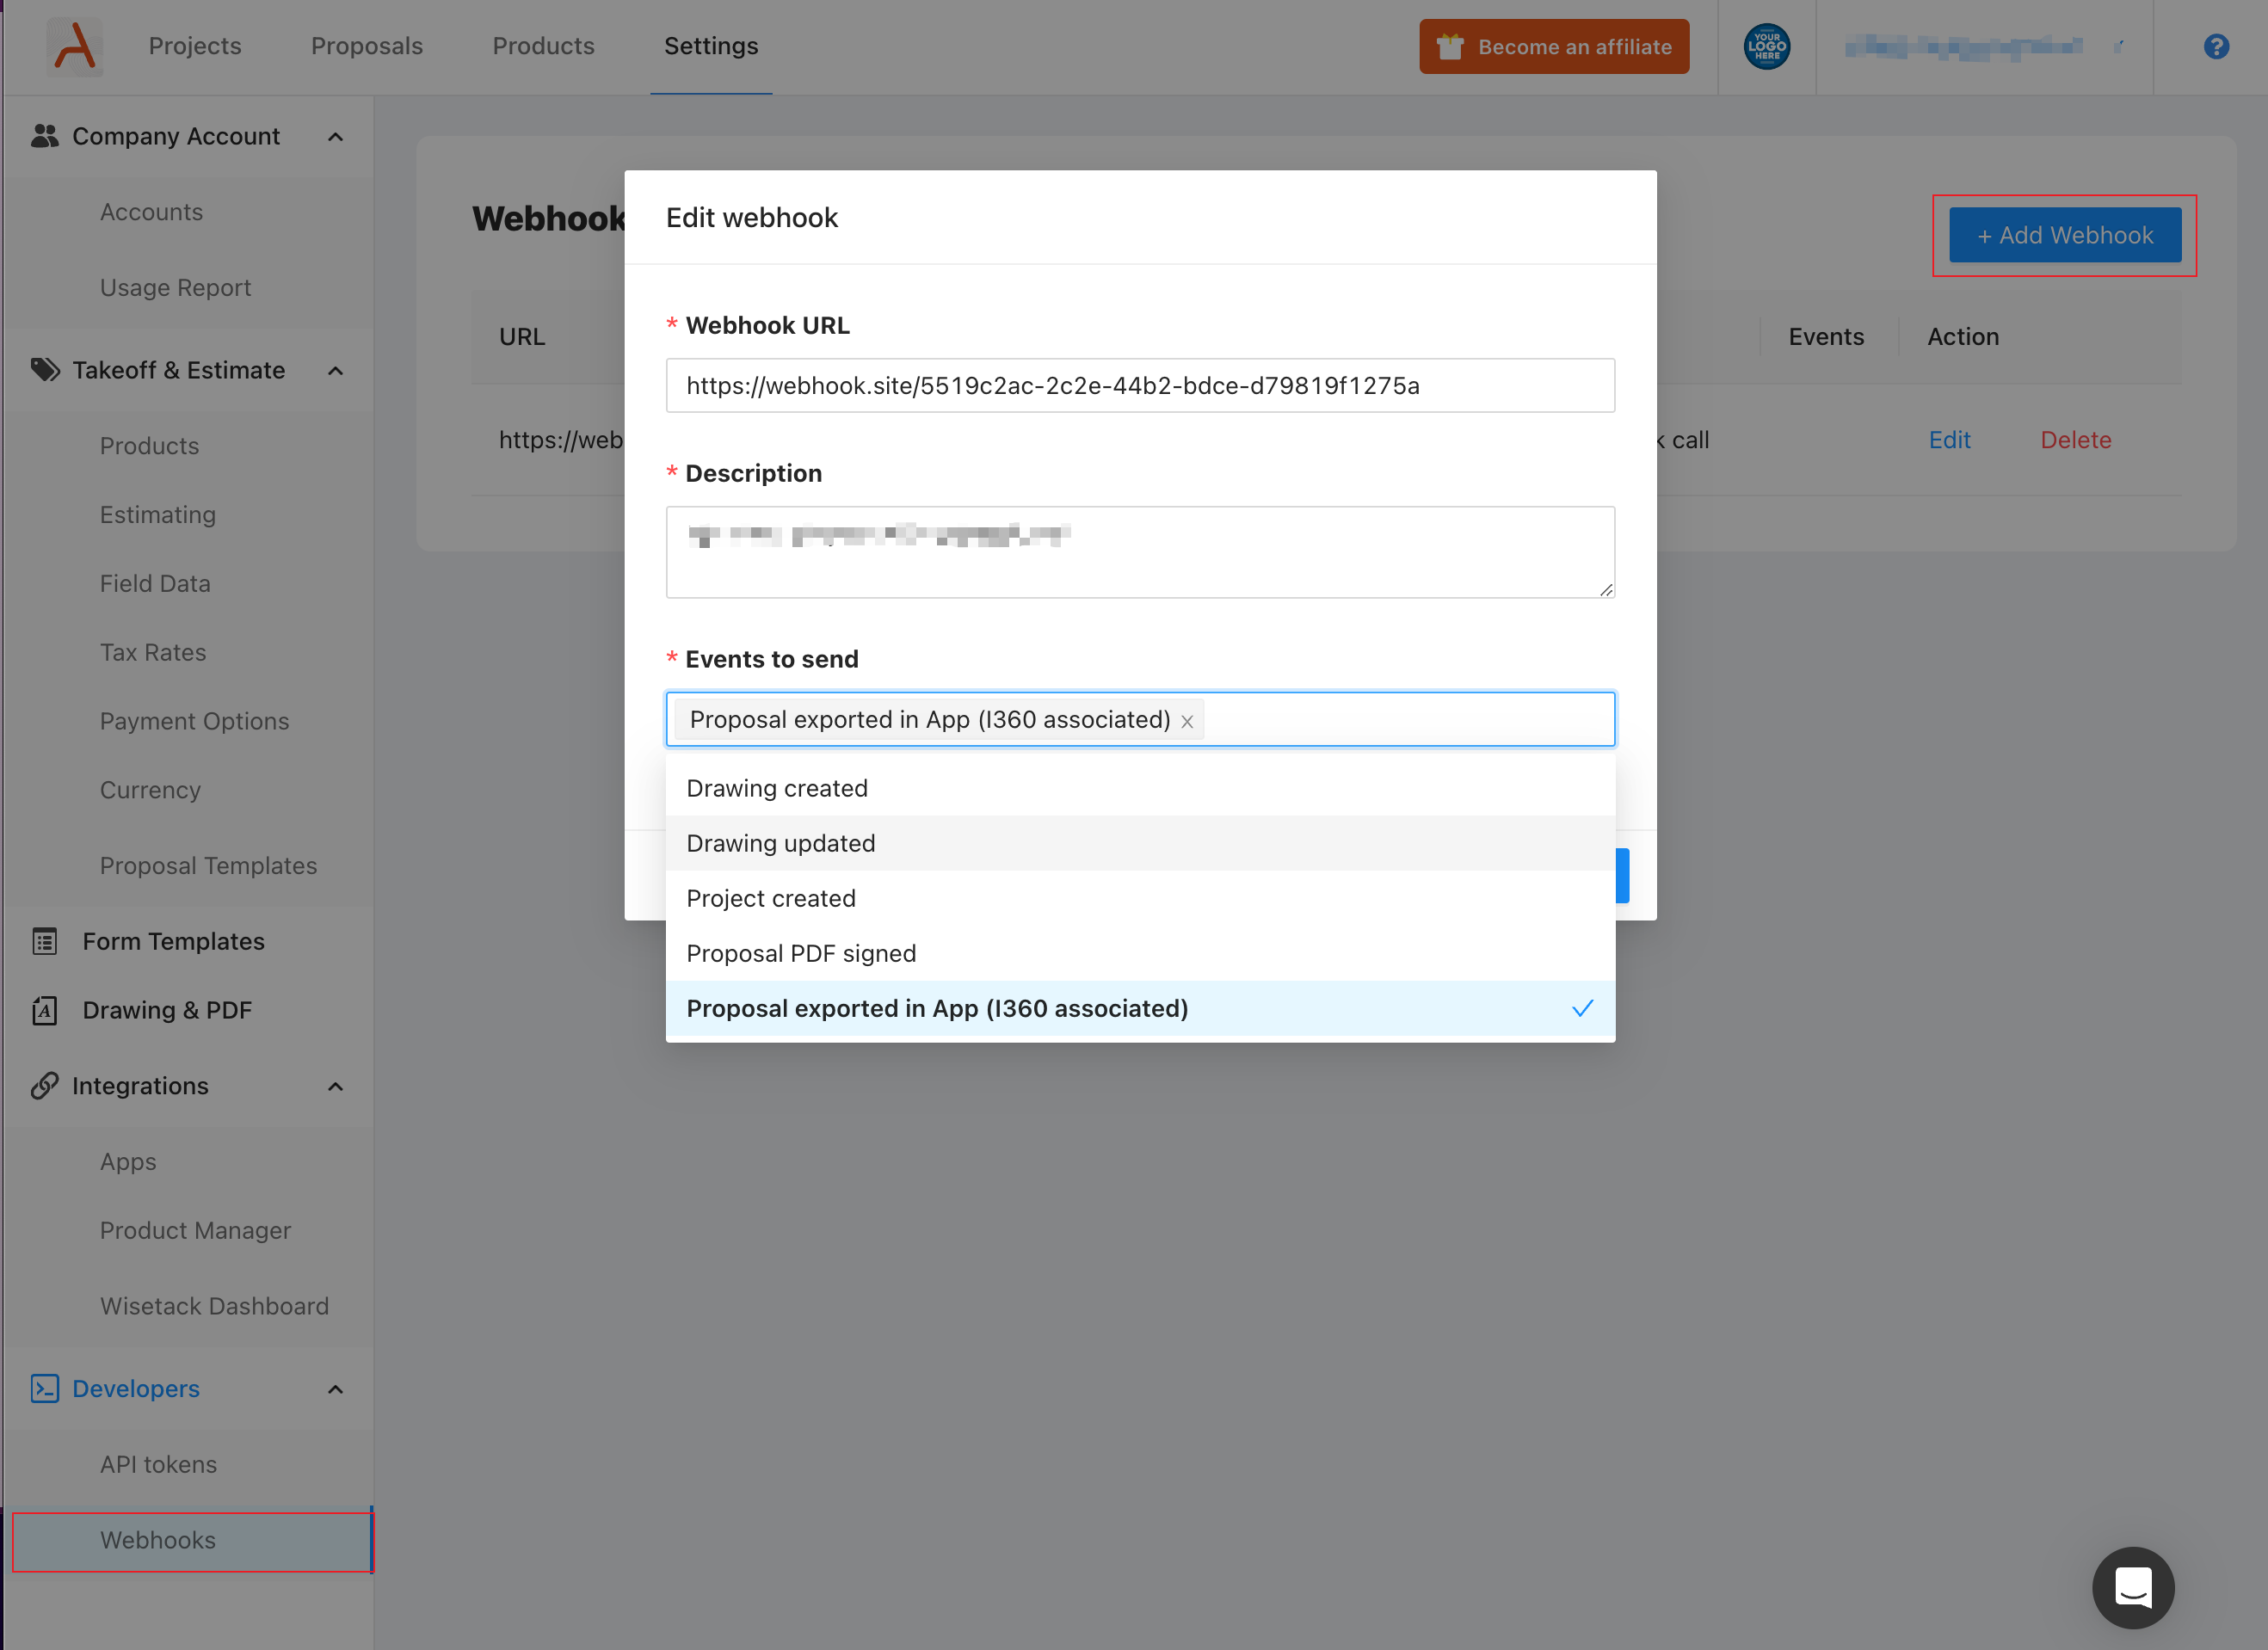 Projects
Proposals
Products
Settings
Become an affiliate
YOUR
LOGO
HERE
?
Company Account
Accounts
Usage Report
Takeoff & Estimate
Products
Estimating
Field Data
Tax Rates
Payment Options
Currency
Proposal Templates
Form Templates
Drawing & PDF
Integrations
Apps
Product Manager
Wisetack Dashboard
Developers
API tokens
Webhooks
Webhook
+ Add Webhook
URL
Events
Action
https://web
k call
Edit
Delete
Edit webhook
* Webhook URL
https://webhook.site/5519c2ac-2c2e-44b2-bdce-d79819f1275a
* Description
* Events to send
Proposal exported in App (I360 associated) ×
Drawing created
Drawing updated
Project created
Proposal PDF signed
Proposal exported in App (I360 associated)